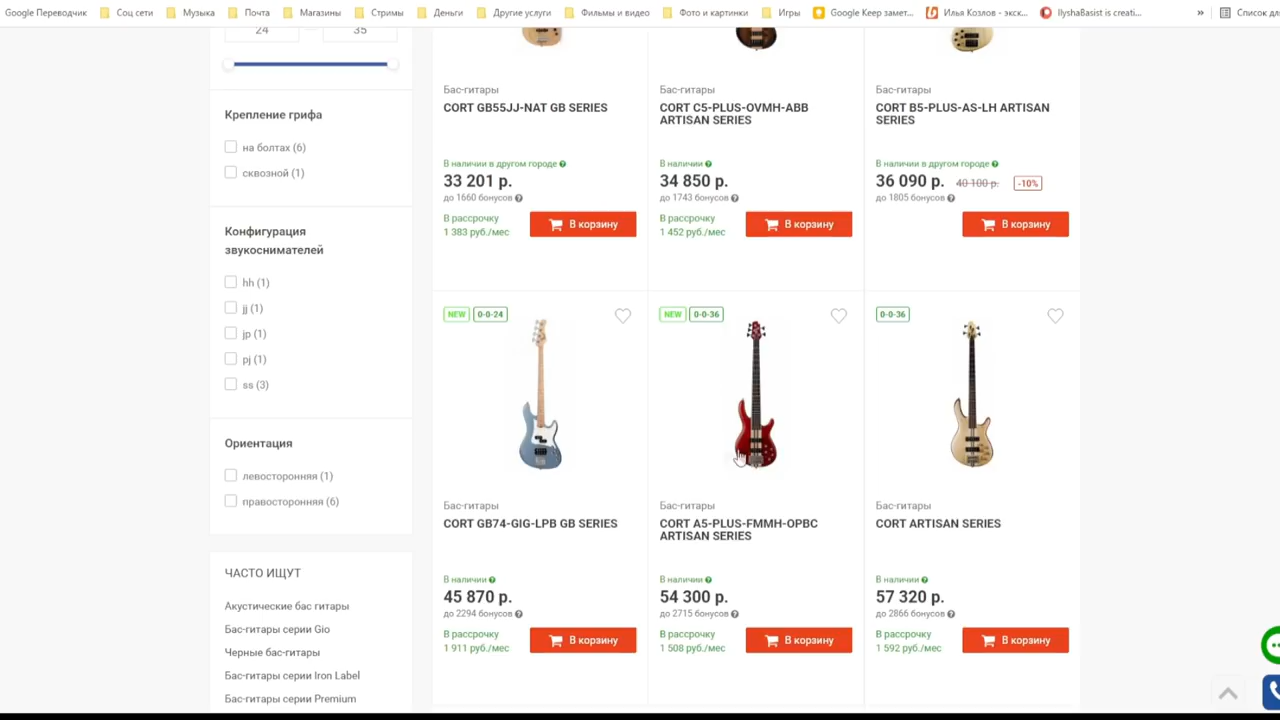 Google Переводчик
Соц сети
Музыка
Почта
Магазины
Стримы
Деньги
Другие услуги
Фильмы и видео
Фото и картинки
Игры
Google Keep замет...
Илья Козлов - экск...
IlyshaBasist is creati...
»
24
35
Крепление грифа
на болтах (6)
сквозной (1)
Конфигурация
звукоснимателей
hh (1)
jj (1)
jp (1)
pj (1)
ss (3)
Ориентация
левосторонняя (1)
правосторонняя (6)
ЧАСТО ИЩУТ
Акустические бас гитары
Бас-гитары серии Gio
Черные бас-гитары
Бас-гитары серии Iron Label
Бас-гитары серии Premium
Бас-гитары
CORT GB55JJ-NAT GB SERIES
В наличии в другом городе
33 201 р.
до 1660 бонусов
В рассрочку
1 383 руб./мес
В корзину
Бас-гитары
CORT C5-PLUS-OVMH-ABB
ARTISAN SERIES
В наличии
34 850 р.
до 1743 бонусов
В рассрочку
1 452 руб./мес
В корзину
Бас-гитары
CORT B5-PLUS-AS-LH ARTISAN
SERIES
В наличии в другом городе
36 090 р. 40 100 р. -10%
до 1805 бонусов
В корзину
NEW 0-0-24
Бас-гитары
CORT GB74-GIG-LPB GB SERIES
В наличии
45 870 р.
до 2294 бонусов
В рассрочку
1 911 руб./мес
В корзину
NEW 0-0-36
Бас-гитары
CORT A5-PLUS-FMMH-OPBC
ARTISAN SERIES
В наличии
54 300 р.
до 2715 бонусов
В рассрочку
1 508 руб./мес
В корзину
0-0-36
Бас-гитары
CORT ARTISAN SERIES
В наличии
57 320 р.
до 2866 бонусов
В рассрочку
1 592 руб./мес
В корзину